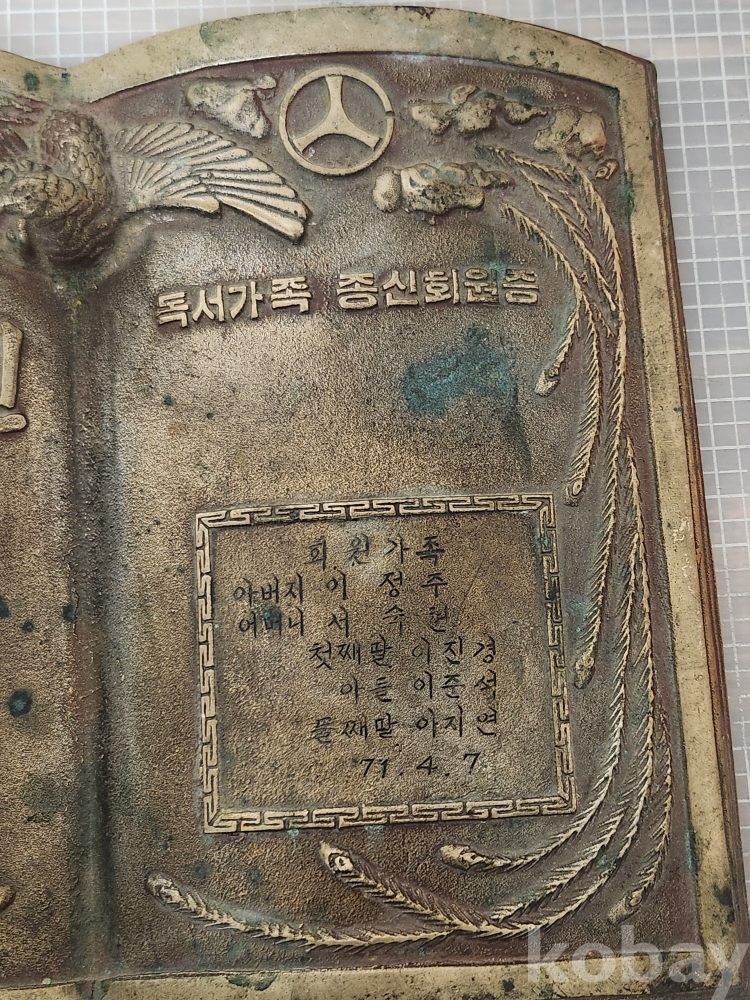 독서가족 종신회원증
회원가족
아버지 이 정 주
어머니 서 숙 현
첫째딸 이진경
아들 이준석
둘째딸 이지연
71. 4. 7
kobay